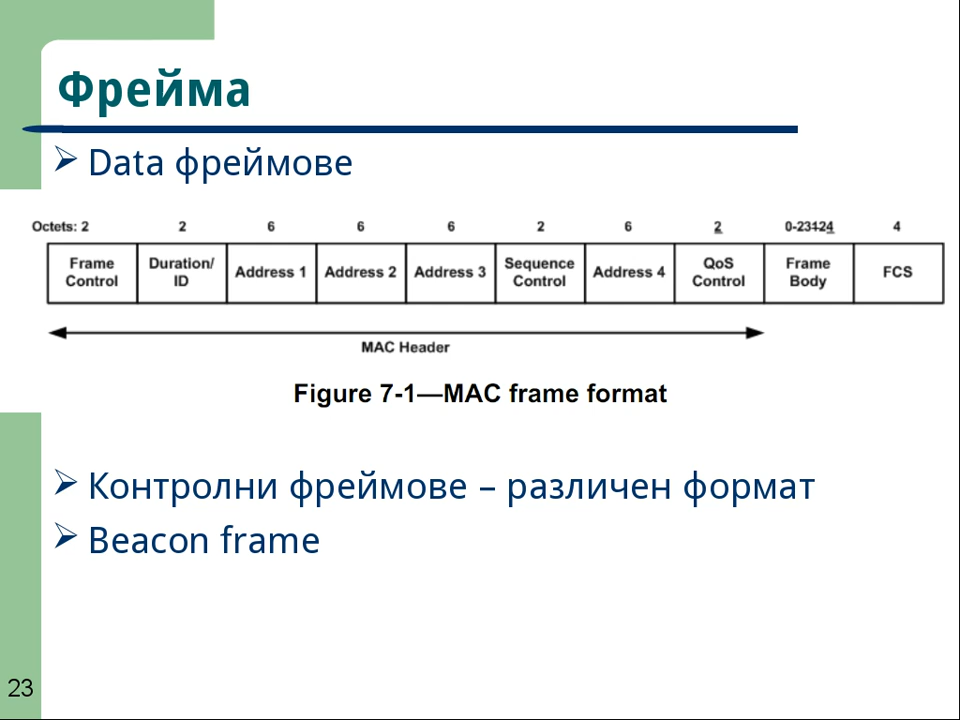 Фрейма
Data фреймове
Octets: 2 2 6 6 6 2 6 2 0-23124 4
Frame Control Duration/ ID Address 1 Address 2 Address 3 Sequence Control Address 4 QoS Control Frame Body FCS
MAC Header
Figure 7-1—MAC frame format
Контролни фреймове – различен формат
Beacon frame
23